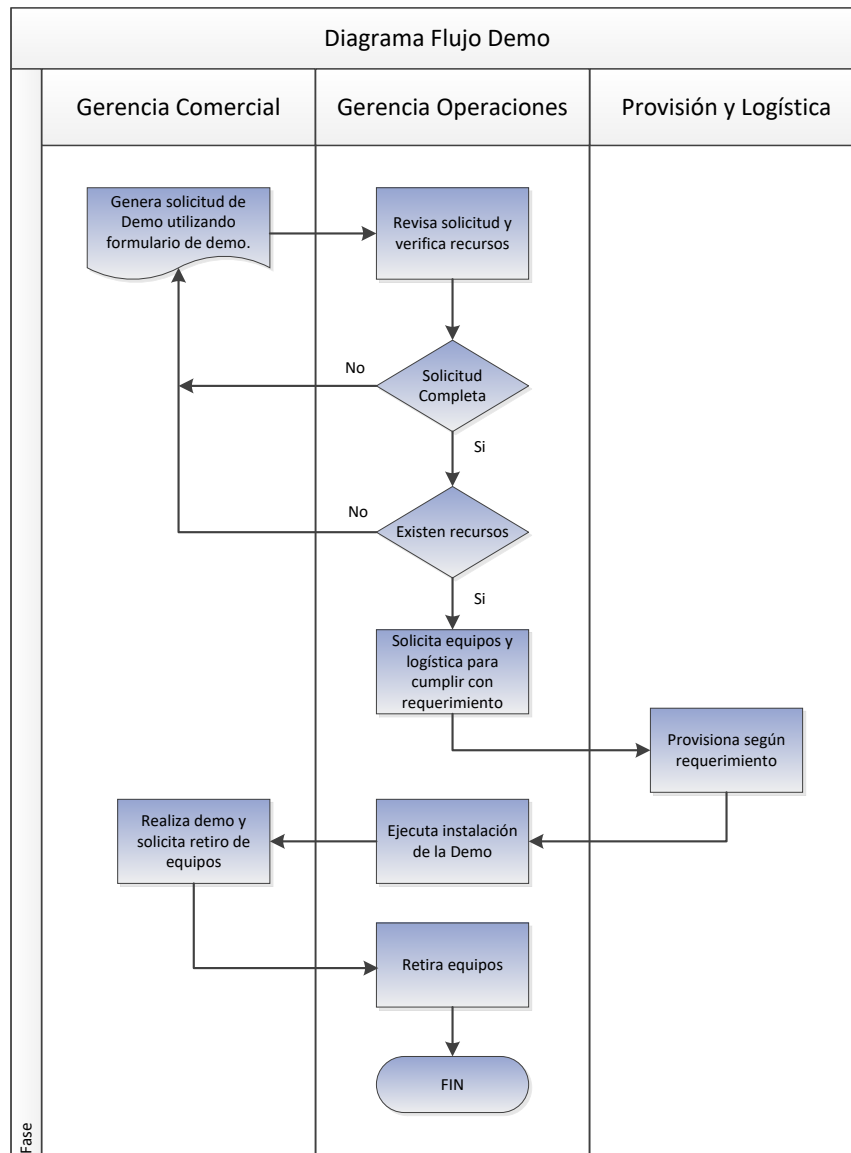 Diagrama Flujo Demo
Gerencia Comercial
Gerencia Operaciones
Provisión y Logística
Genera solicitud de
Demo utilizando
formulario de demo.
Revisa solicitud y
verifica recursos
No
Solicitud
Completa
Si
No
Existen recursos
Si
Solicita equipos y
logística para
cumplir con
requerimiento
Provisiona según
requerimiento
Realiza demo y
solicita retiro de
equipos
Ejecuta instalación
de la Demo
Retira equipos
FIN
Fase